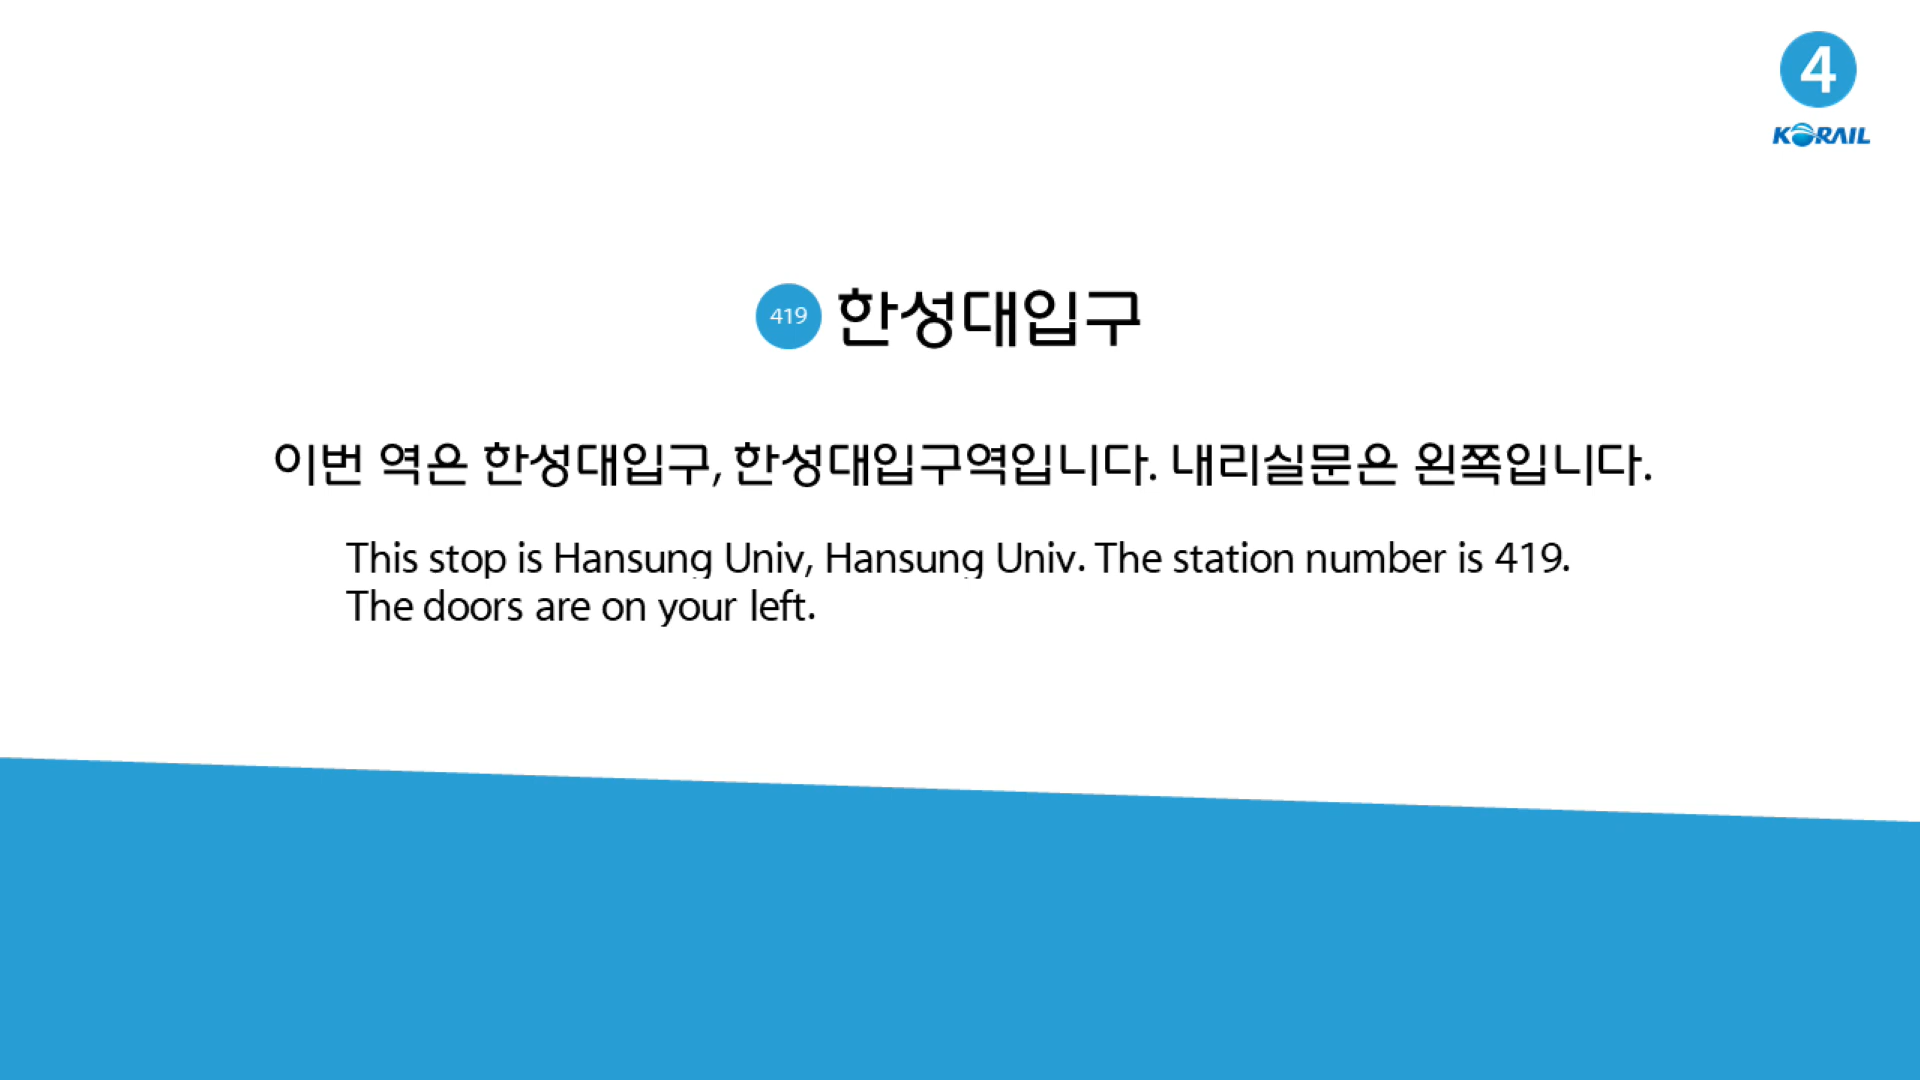 4
KORAIL
419 한성대입구
이번 역은 한성대입구, 한성대입구역입니다. 내리실문은 왼쪽입니다.
This stop is Hansung Univ, Hansung Univ. The station number is 419.
The doors are on your left.